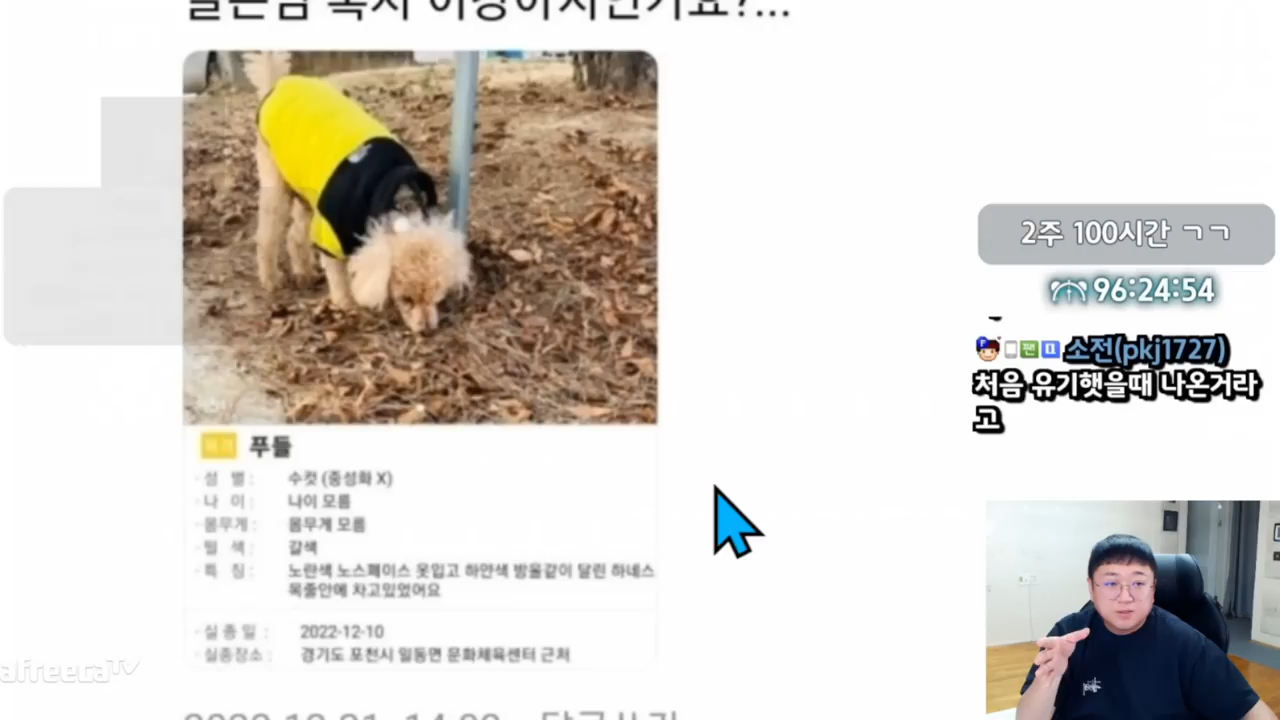 푸들
· 성 별 : 수컷 (중성화 X)
· 나 이 : 나이 모름
· 몸무게 : 몸무게 모름
· 털 색 : 갈색
· 특 징 : 노란색 노스페이스 옷입고 하얀색 방울같이 달린 하네스
목줄안에 차고있었어요
· 실종일 : 2022-12-10
· 실종장소 : 경기도 포천시 일동면 문화체육센터 근처
2주 100시간 ㄱㄱ
96:24:54
소전(pkj1727)
처음 유기햇을때 나온거라
고
afreecaTV